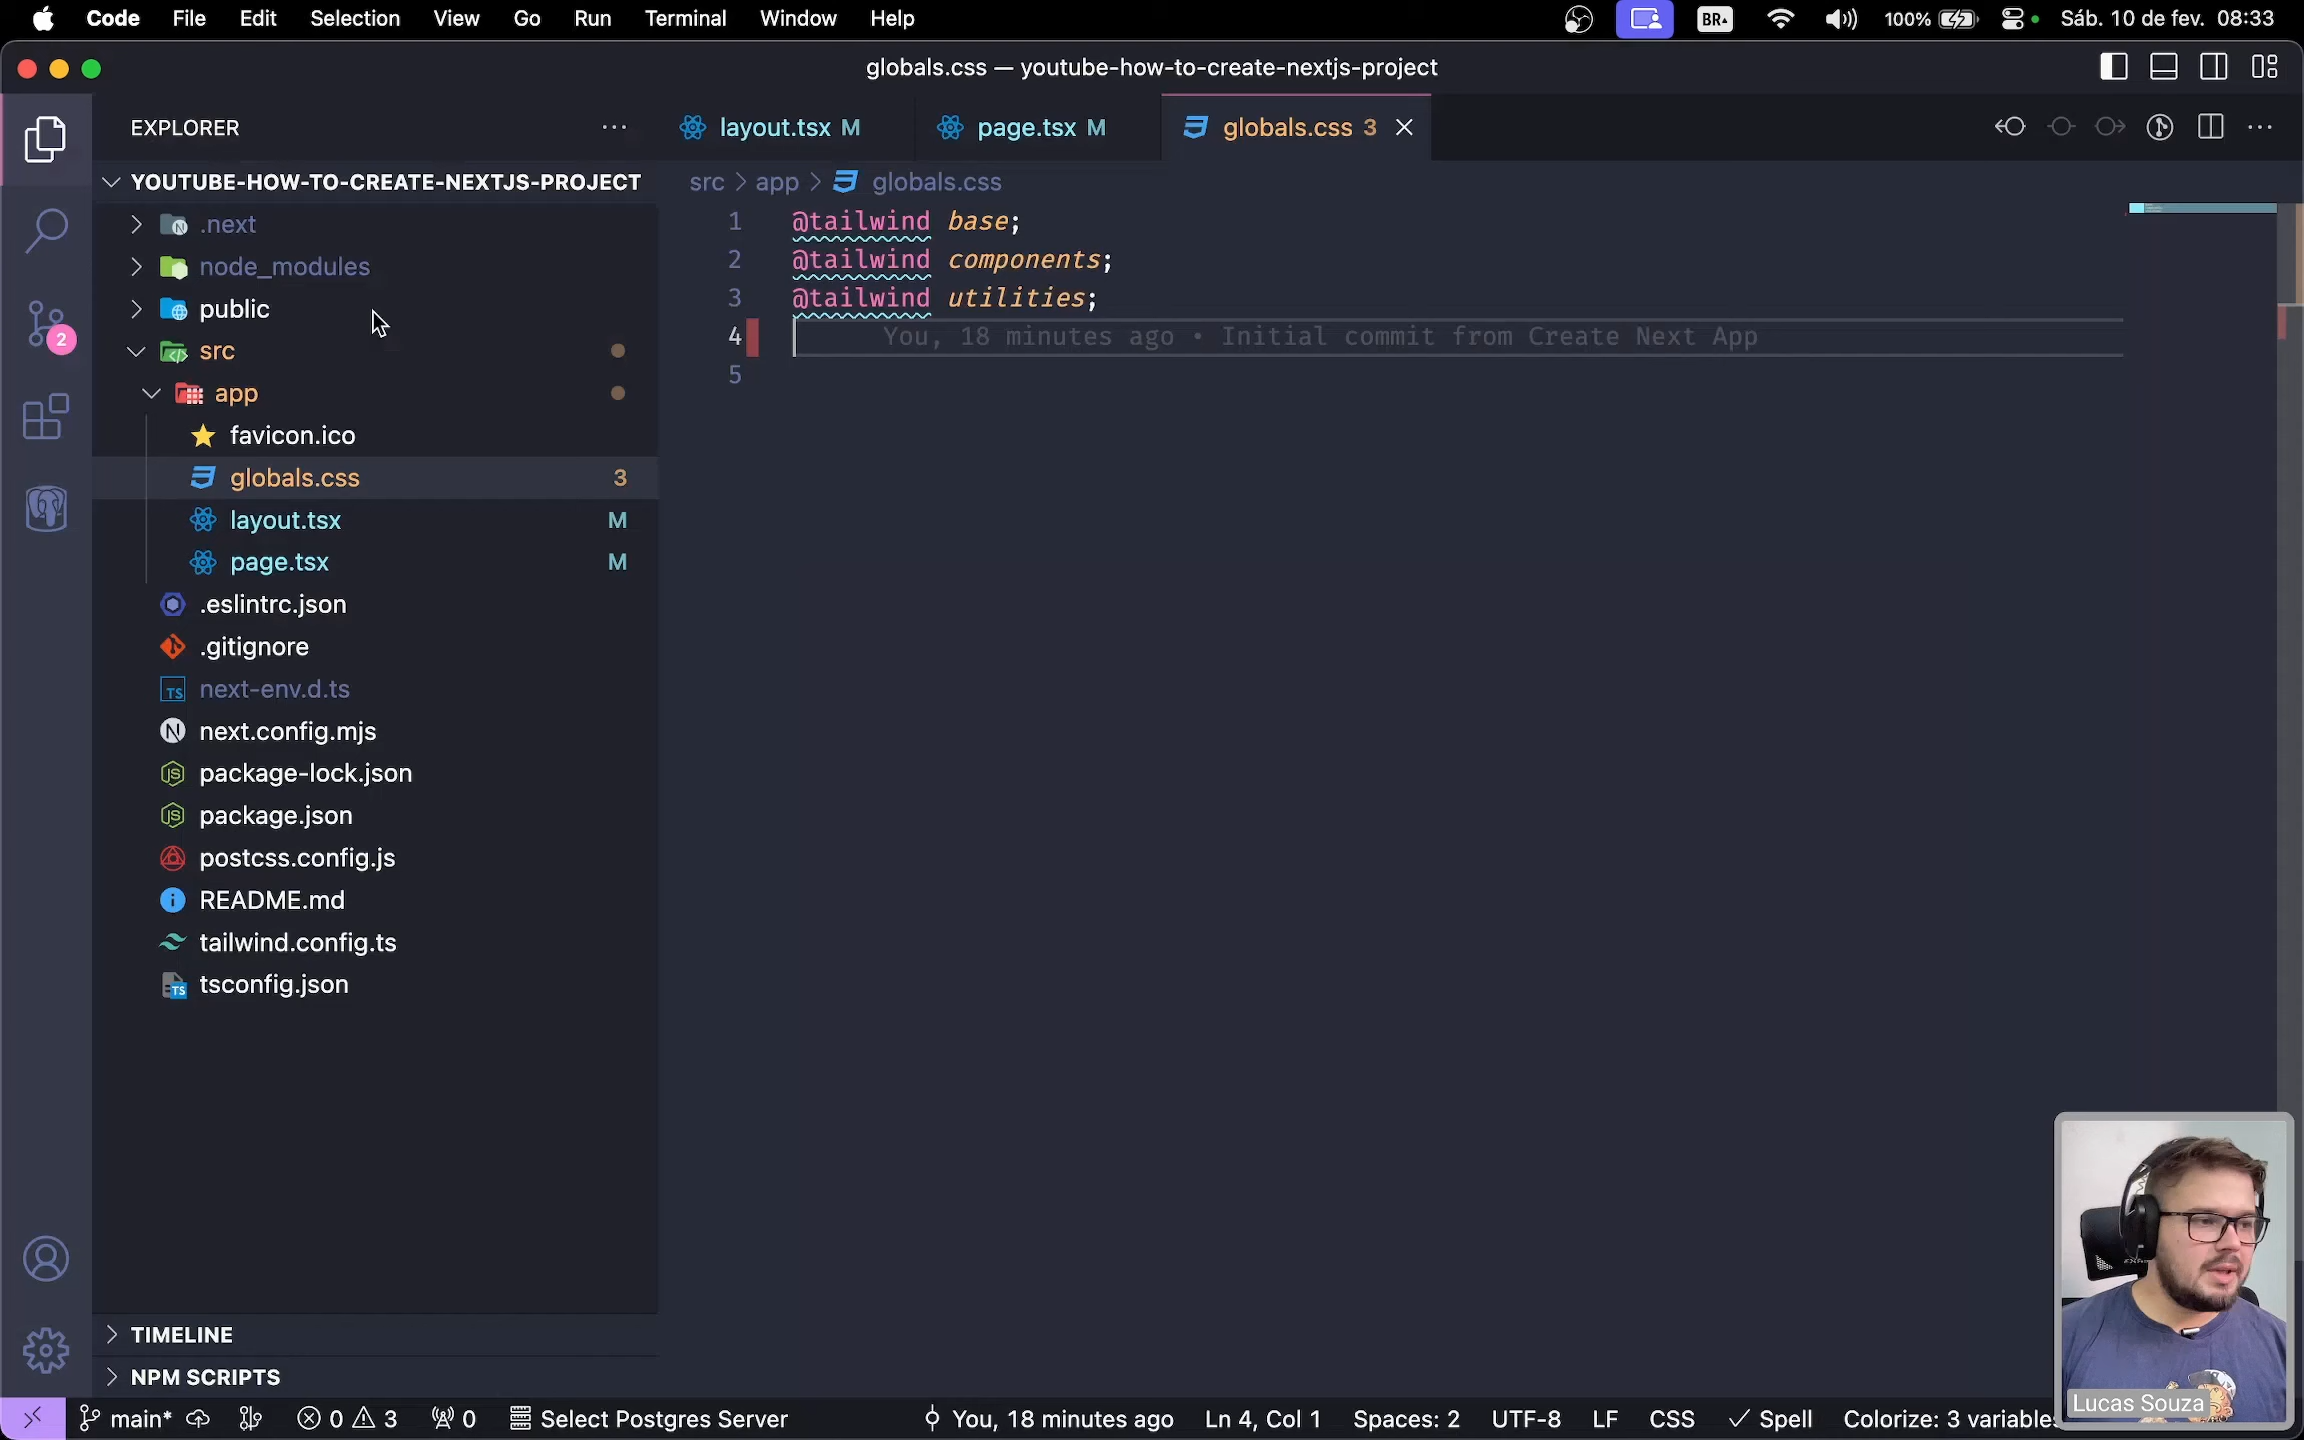 Code File Edit Selection View Go Run Terminal Window Help BR 100% Sáb. 10 de fev. 08:33
globals.css — youtube-how-to-create-nextjs-project
EXPLORER
layout.tsx M page.tsx M globals.css 3
YOUTUBE-HOW-TO-CREATE-NEXTJS-PROJECT
src > app > globals.css
.next
node_modules
public
src
app
favicon.ico
globals.css 3
layout.tsx M
page.tsx M
.eslintrc.json
.gitignore
next-env.d.ts
next.config.mjs
package-lock.json
package.json
postcss.config.js
README.md
tailwind.config.ts
tsconfig.json
TIMELINE
NPM SCRIPTS
2
1 @tailwind base;
2 @tailwind components;
3 @tailwind utilities;
4 You, 18 minutes ago • Initial commit from Create Next App
5
Lucas Souza
main* 0 3 0 Select Postgres Server You, 18 minutes ago Ln 4, Col 1 Spaces: 2 UTF-8 LF CSS Spell Colorize: 3 variables